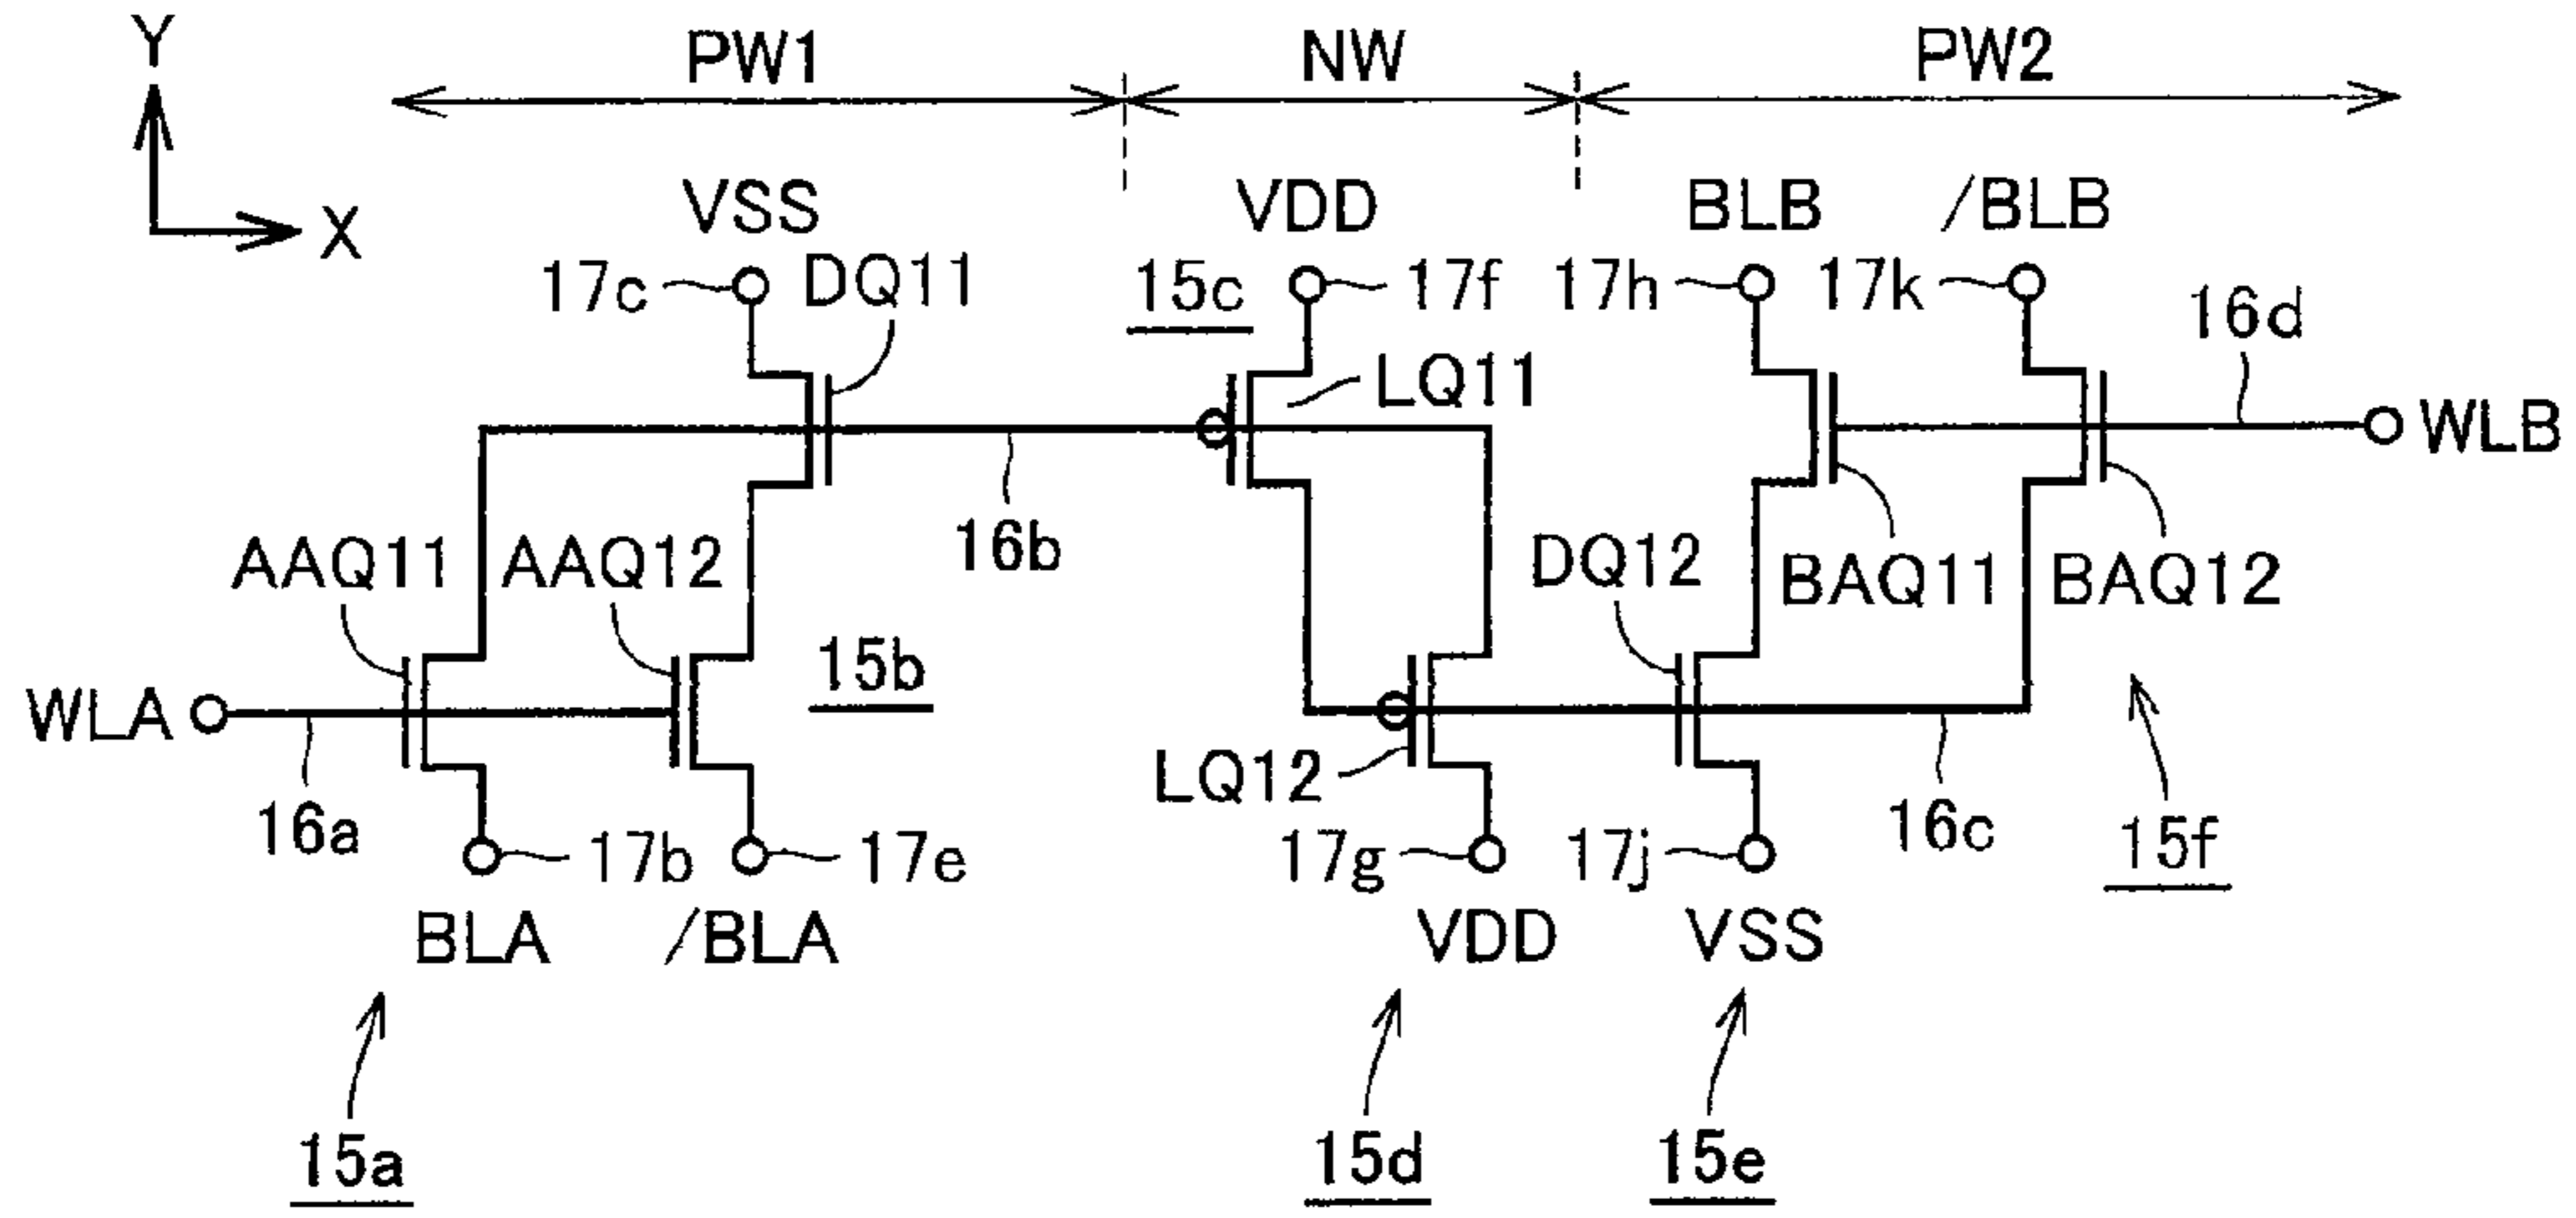 Y PW1 NW PW2
X VSS VDD BLB /BLB
17c DQ11 15c 17f 17h 17k 16d
LQ11 WLB
16b
AAQ11 AAQ12 DQ12 BAQ11 BAQ12
15b
WLA
LQ12
16a 17b 17e 17g 17j 16c 15f
BLA /BLA VDD VSS
15a 15d 15e